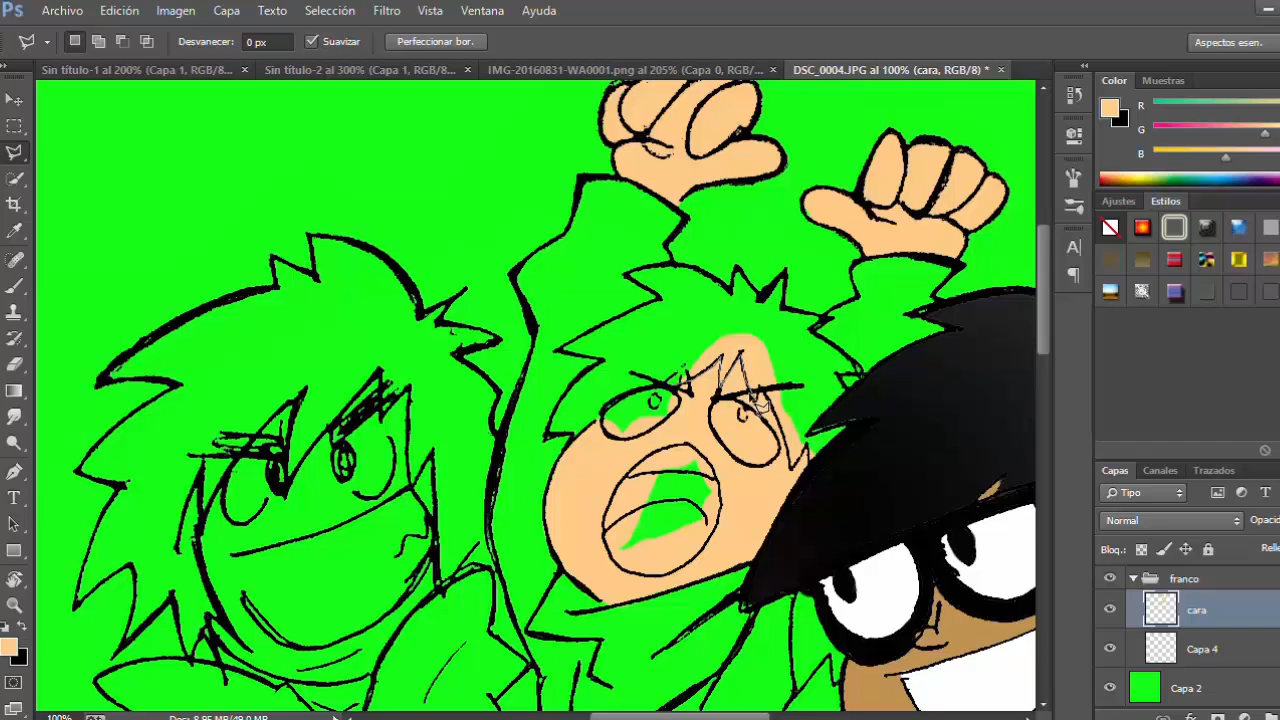 Ps Archivo Edición Imagen Capa Texto Selección Filtro Vista Ventana Ayuda
Desvanecer: 0 px Suavizar Perfeccionar bor. Aspectos esen.
Sin título-1 al 200% (Capa 1, RGB/8... × Sin título-2 al 300% (Capa 1, RGB/8... × IMG-20160831-WA0001.png al 205% (Capa 0, RGB/... × DSC_0004.JPG al 100% (cara, RGB/8) * ×
Color Muestras
R
G
B
Ajustes Estilos
Capas Canales Trazados
Tipo
Normal
Bloq.:
franco
cara
Capa 4
Capa 2
100% Doc: 8,95 MB/49,0 MB